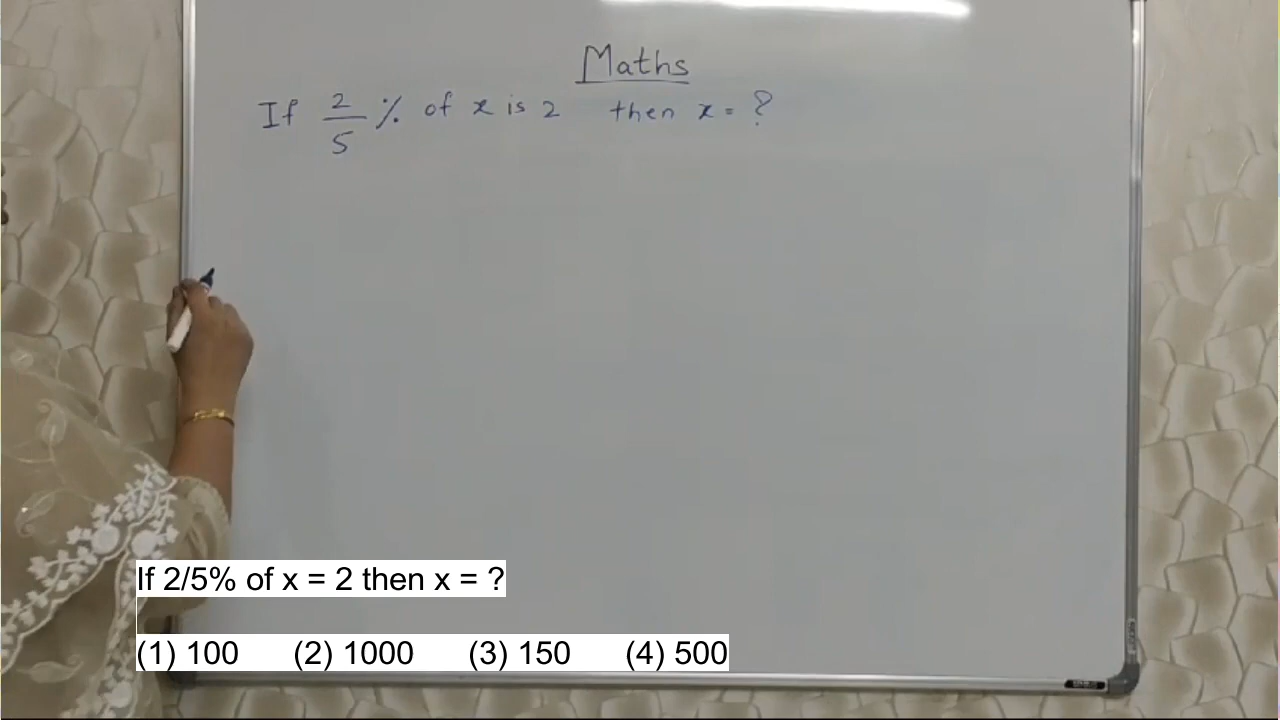 Maths
If 2/5 % of x is 2 then x = ?
If 2/5% of x = 2 then x = ?
(1) 100 (2) 1000 (3) 150 (4) 500